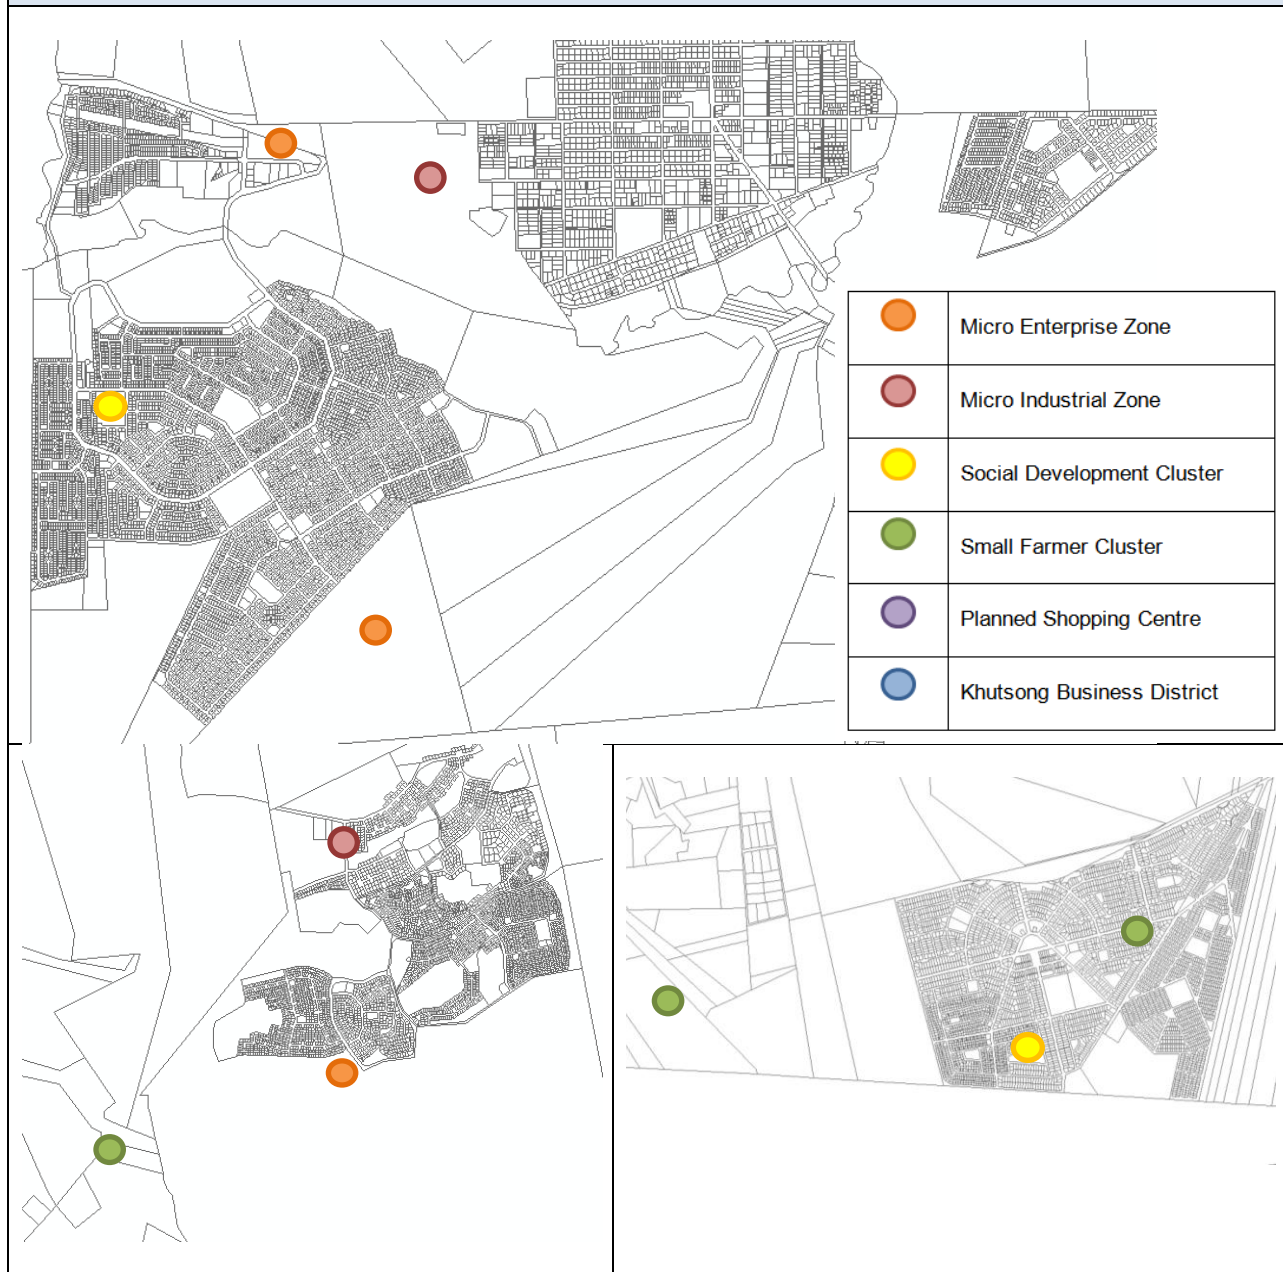 Micro Enterprise Zone
Micro Industrial Zone
Social Development Cluster
Small Farmer Cluster
Planned Shopping Centre
Khutsong Business District